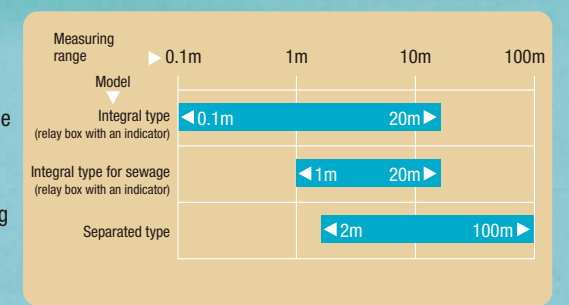 Measuring
range ▶ 0.1m 1m 10m 100m
Model
▼
Integral type
(relay box with an indicator)
◀0.1m 20m▶
Integral type for sewage
(relay box with an indicator)
◀1m 20m▶
Separated type
◀2m 100m▶